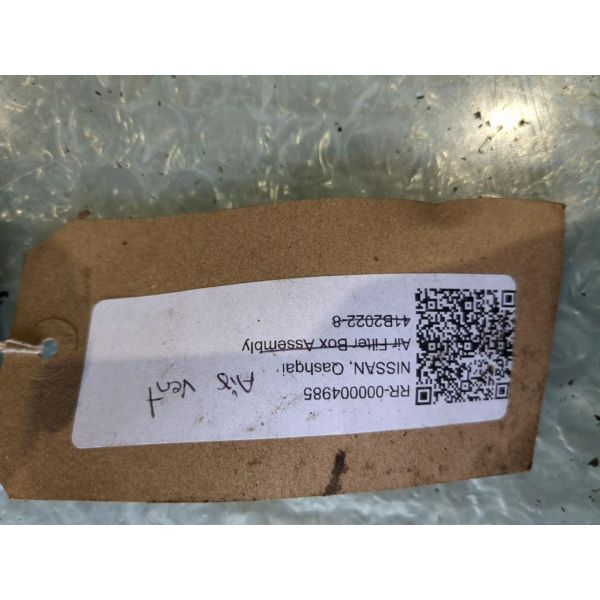 RR-000004985
NISSAN, Qashqai
Air Filter Box Assembly
41B2022-8
Air Vent